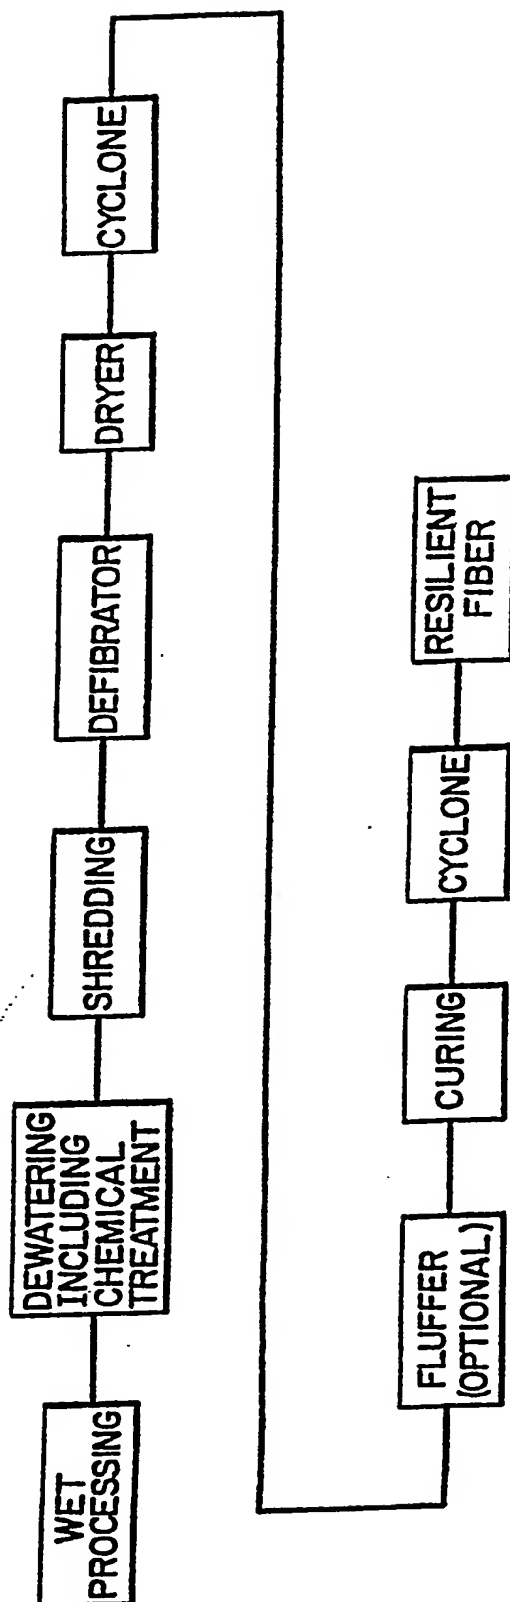 WET
PROCESSING
DEWATERING
INCLUDING
CHEMICAL
TREATMENT
SHREDDING
DEFIBRATOR
DRYER
CYCLONE
FLUFFER
(OPTIONAL)
CURING
CYCLONE
RESILIENT
FIBER